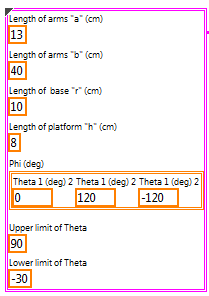 Length of arms "a" (cm)
13
Length of arms "b" (cm)
40
Length of base "r" (cm)
10
Length of platform "h" (cm)
8
Phi (deg)
Theta 1 (deg) 2 Theta 1 (deg) 2 Theta 1 (deg) 2
0 120 -120
Upper limit of Theta
90
Lower limit of Theta
-30